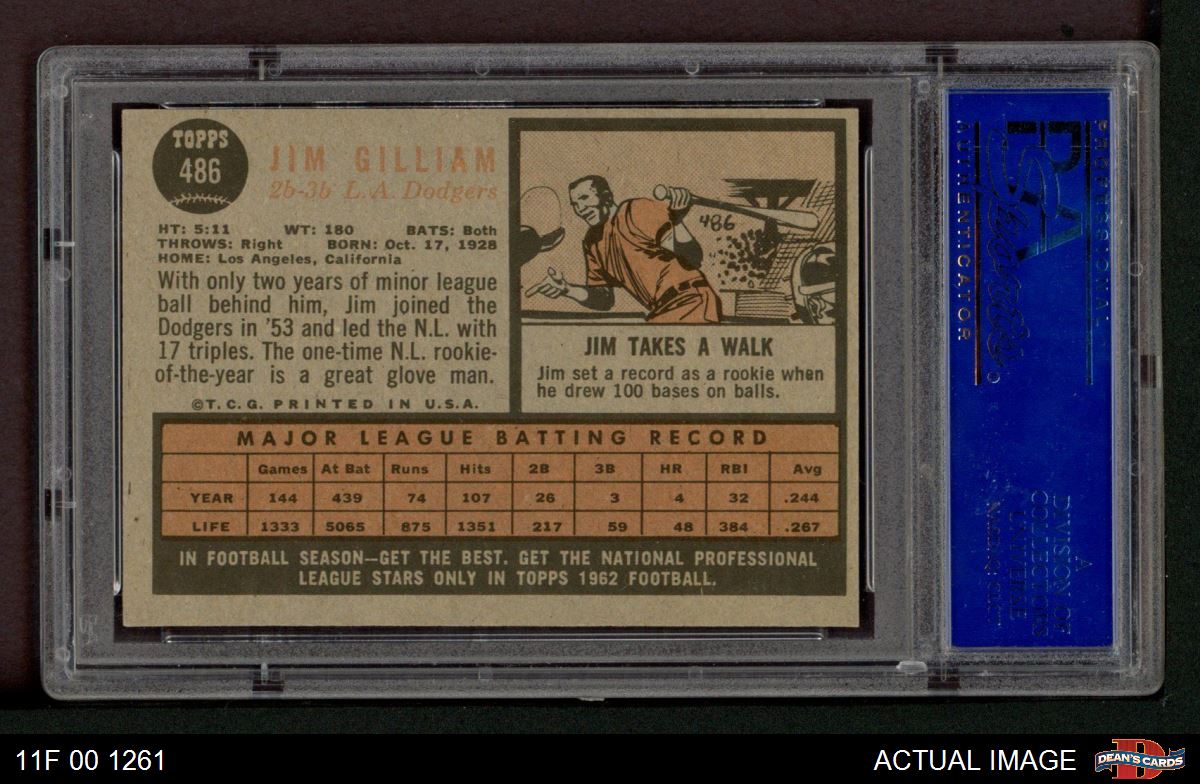 TOPPS
486
JIM GILLIAM
2b-3b L.A. Dodgers
HT: 5:11 WT: 180 BATS: Both
THROWS: Right BORN: Oct. 17, 1928
HOME: Los Angeles, California
With only two years of minor league
ball behind him, Jim joined the
Dodgers in '53 and led the N.L. with
17 triples. The one-time N.L. rookie-
of-the-year is a great glove man.
©T.C.G. PRINTED IN U.S.A.
486
JIM TAKES A WALK
Jim set a record as a rookie when
he drew 100 bases on balls.
MAJOR LEAGUE BATTING RECORD
Games At Bat Runs Hits 2B 3B HR RBI Avg
YEAR 144 439 74 107 26 3 4 32 .244
LIFE 1333 5065 875 1351 217 59 48 384 .267
IN FOOTBALL SEASON—GET THE BEST. GET THE NATIONAL PROFESSIONAL
LEAGUE STARS ONLY IN TOPPS 1962 FOOTBALL.
PROFESSIONAL
PSA
AUTHENTICATOR
A
DIVISION OF
COLLECTORS
UNIVERSE
11F 00 1261
ACTUAL IMAGE
D
DEAN'S CARDS